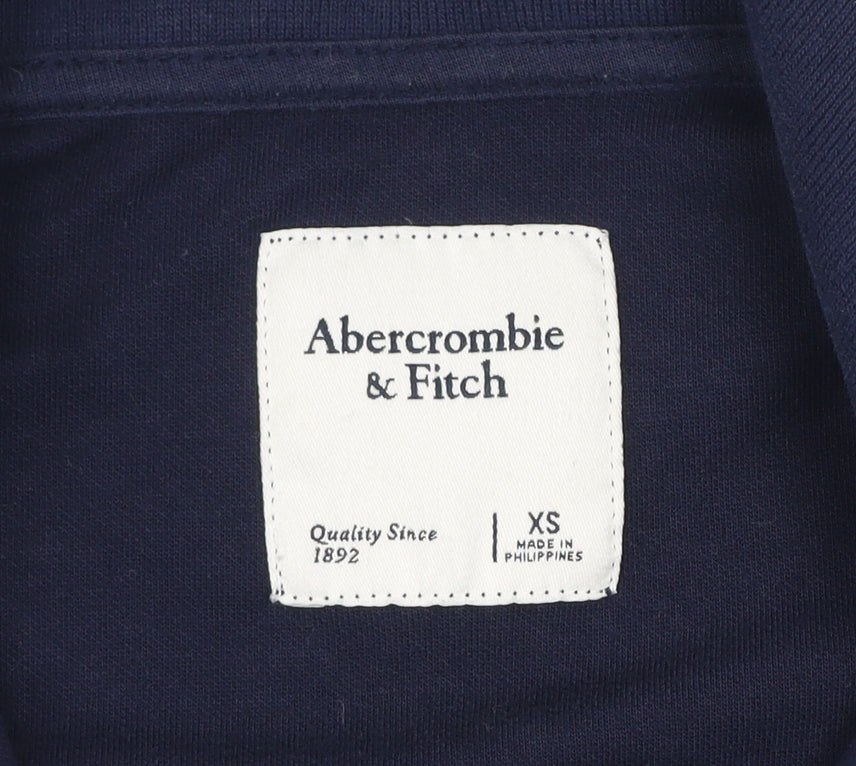 Abercrombie
& Fitch
Quality Since
1892
XS
MADE IN
PHILIPPINES